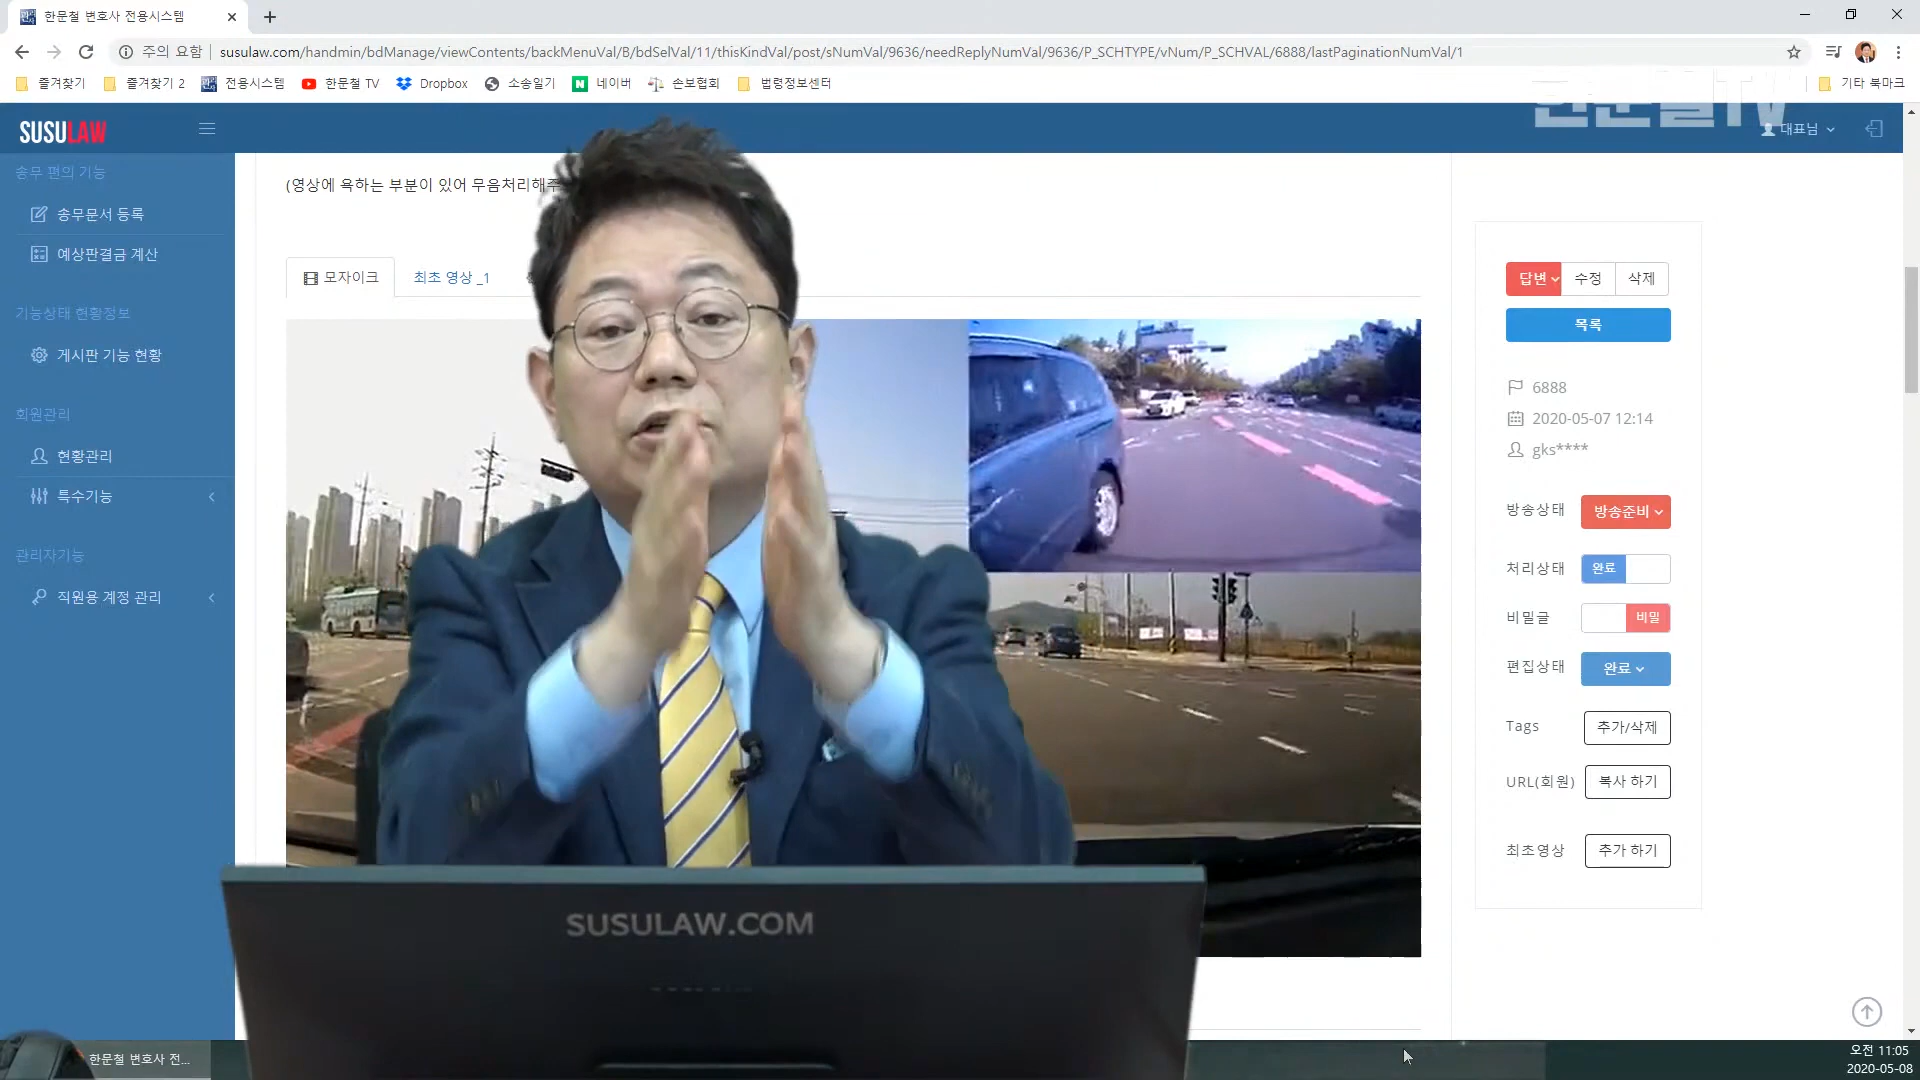 한문철 변호사 전용시스템
주의 요함
susulaw.com/handmin/bdManage/viewContents/backMenuVal/B/bdSelVal/11/thisKindVal/post/sNumVal/9636/needReplyNumVal/9636/P_SCHTYPE/vNum/P_SCHVAL/6888/lastPaginationNumVal/1
즐겨찾기
즐겨찾기 2
전용시스템
한문철 TV
Dropbox
소송일기
네이버
손보협회
법령정보센터
기타 북마크
한문철TV
SUSULAW
대표님
송무 편의 기능
송무문서 등록
예상판결금 계산
기능상태 현황정보
게시판 기능 현황
회원관리
현황관리
특수기능
관리자기능
직원용 계정 관리
(영상에 욕하는 부분이 있어 무음처리해주
모자이크
최초 영상 _1
답변
수정
삭제
목록
6888
2020-05-07 12:14
gks****
방송상태 방송준비
처리상태 완료
비밀글 비밀
편집상태 완료
Tags 추가/삭제
URL(회원) 복사 하기
최초영상 추가 하기
SUSULAW.COM
한문철 변호사 전...
오전 11:05
2020-05-08